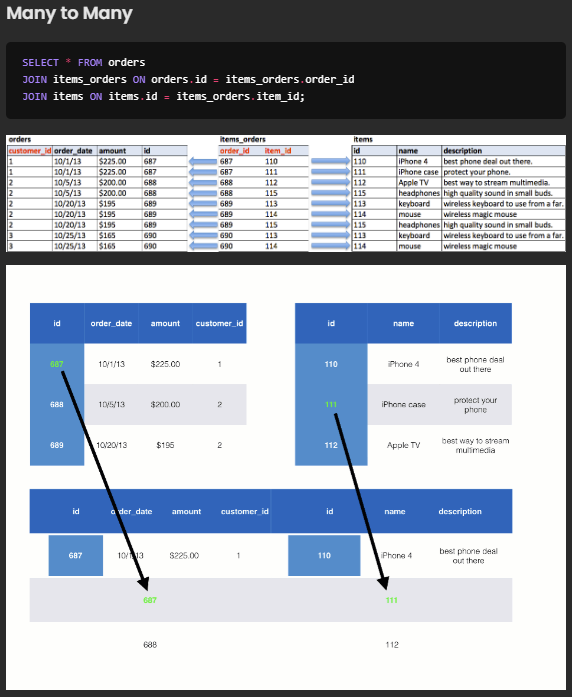 Many to Many
SELECT * FROM orders
JOIN items_orders ON orders.id = items_orders.order_id
JOIN items ON items.id = items_orders.item_id;
orders items_orders items
customer_id order_date amount id order_id item_id id name description
1 10/1/13 $225.00 687 687 110 110 iPhone 4 best phone deal out there.
1 10/1/13 $225.00 687 687 111 111 iPhone case protect your phone.
2 10/5/13 $200.00 688 688 112 112 Apple TV best way to stream multimedia.
2 10/5/13 $200.00 688 688 115 115 headphones high quality sound in small buds.
2 10/20/13 $195 689 689 113 113 keyboard wireless keyboard to use from a far.
2 10/20/13 $195 689 689 114 114 mouse wireless magic mouse
2 10/20/13 $195 689 689 115 115 headphones high quality sound in small buds.
3 10/25/13 $165 690 690 113 113 keyboard wireless keyboard to use from a far.
3 10/25/13 $165 690 690 114 114 mouse wireless magic mouse
id order_date amount customer_id id name description
687 10/1/13 $225.00 1 110 iPhone 4 best phone deal
out there
688 10/5/13 $200.00 2 111 iPhone case protect your
phone
689 10/20/13 $195 2 112 Apple TV best way to stream
multimedia
id order_date amount customer_id id name description
687 10/1/13 $225.00 1 110 iPhone 4 best phone deal
out there
687 111
688 112